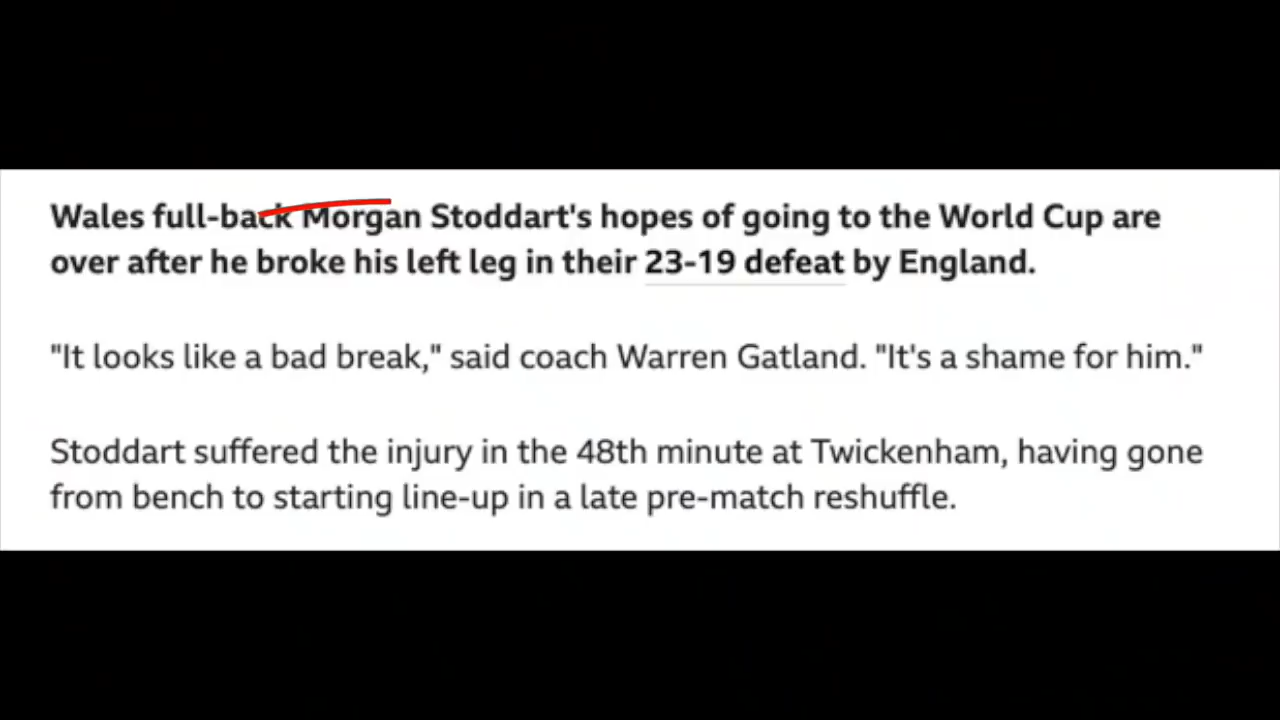 Wales full-back Morgan Stoddart's hopes of going to the World Cup are
over after he broke his left leg in their 23-19 defeat by England.
"It looks like a bad break," said coach Warren Gatland. "It's a shame for him."
Stoddart suffered the injury in the 48th minute at Twickenham, having gone
from bench to starting line-up in a late pre-match reshuffle.